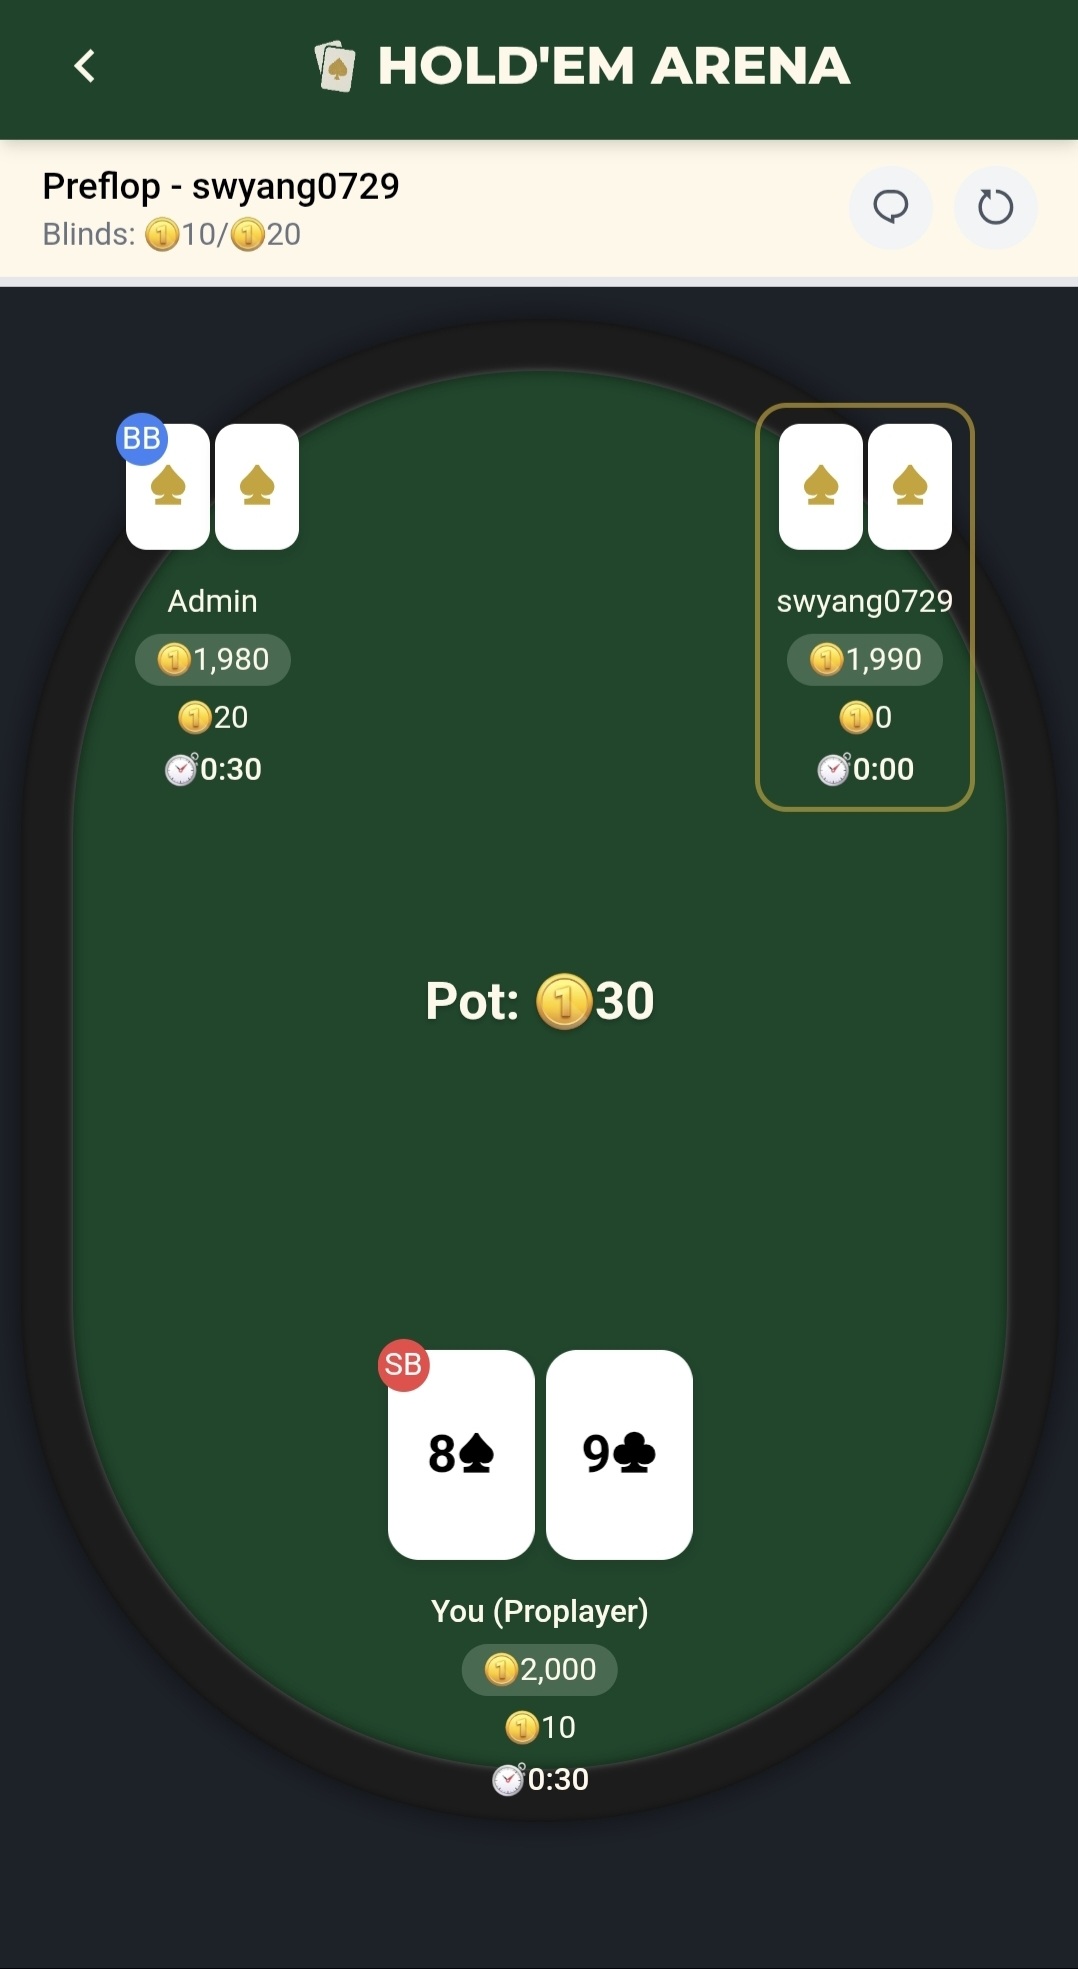 HOLD'EM ARENA
Preflop - swyang0729
Blinds: 10/20
BB
Admin
1,980
20
0:30
swyang0729
1,990
0
0:00
Pot: 30
SB
8♠
9♣
You (Proplayer)
2,000
10
0:30